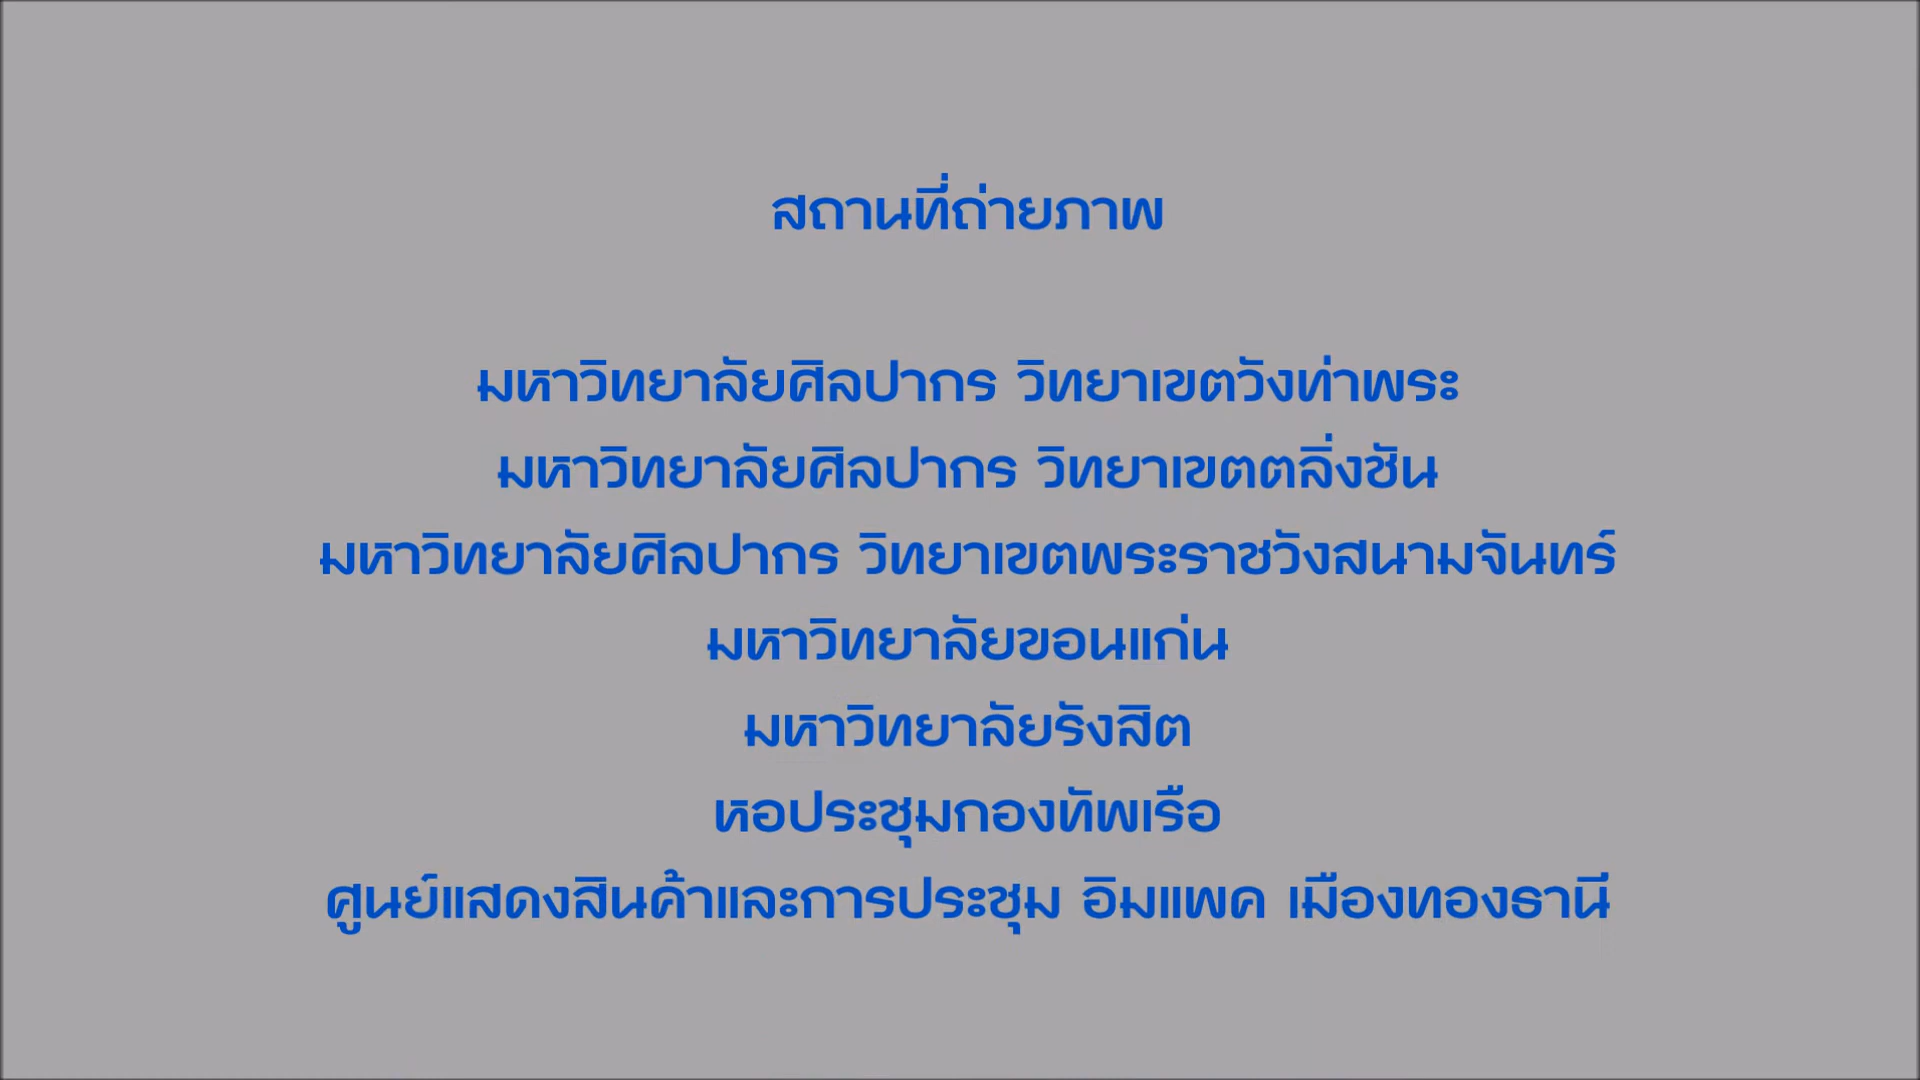 สถานที่ถ่ายภาพ
มหาวิทยาลัยศิลปากร วิทยาเขตวังท่าพระ
มหาวิทยาลัยศิลปากร วิทยาเขตตลิ่งชัน
มหาวิทยาลัยศิลปากร วิทยาเขตพระราชวังสนามจันทร์
มหาวิทยาลัยขอนแก่น
มหาวิทยาลัยรังสิต
หอประชุมกองทัพเรือ
ศูนย์แสดงสินค้าและการประชุม อิมแพค เมืองทองธานี